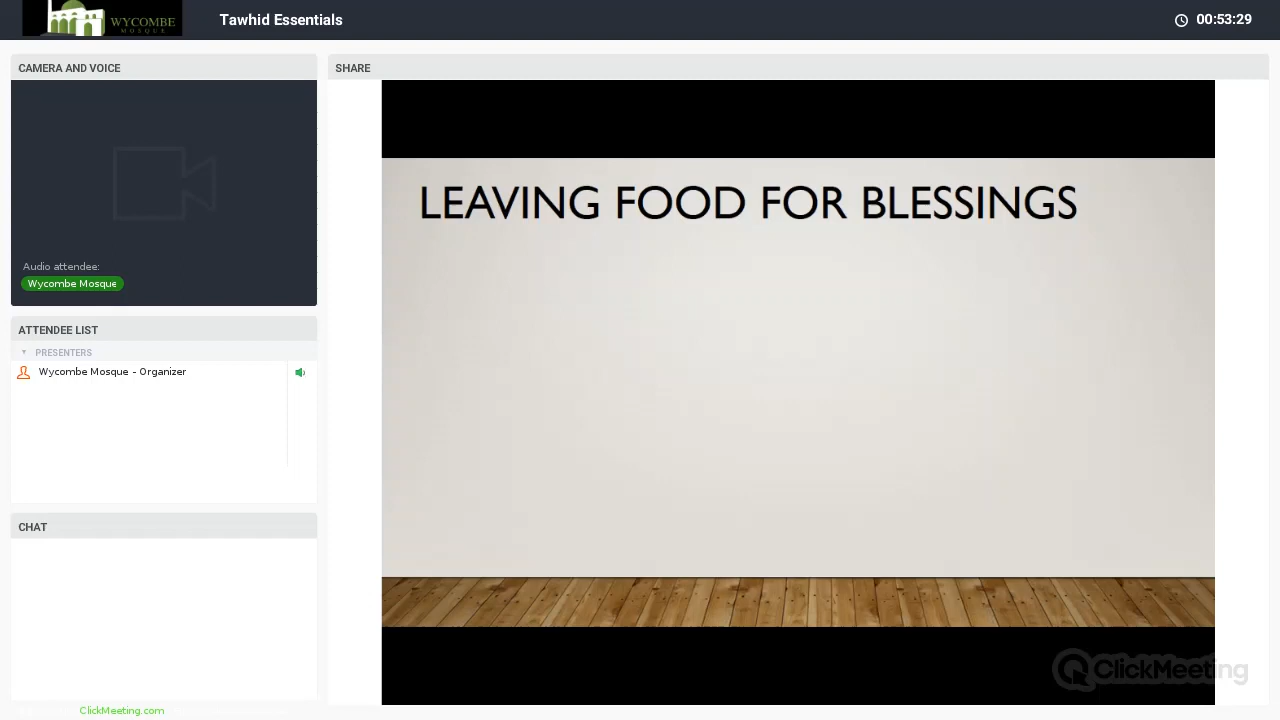 WYCOMBE
MOSQUE
Tawhid Essentials
00:53:29
CAMERA AND VOICE
SHARE
Audio attendee:
Wycombe Mosque
LEAVING FOOD FOR BLESSINGS
ATTENDEE LIST
PRESENTERS
Wycombe Mosque - Organizer
CHAT
ClickMeeting
ClickMeeting.com